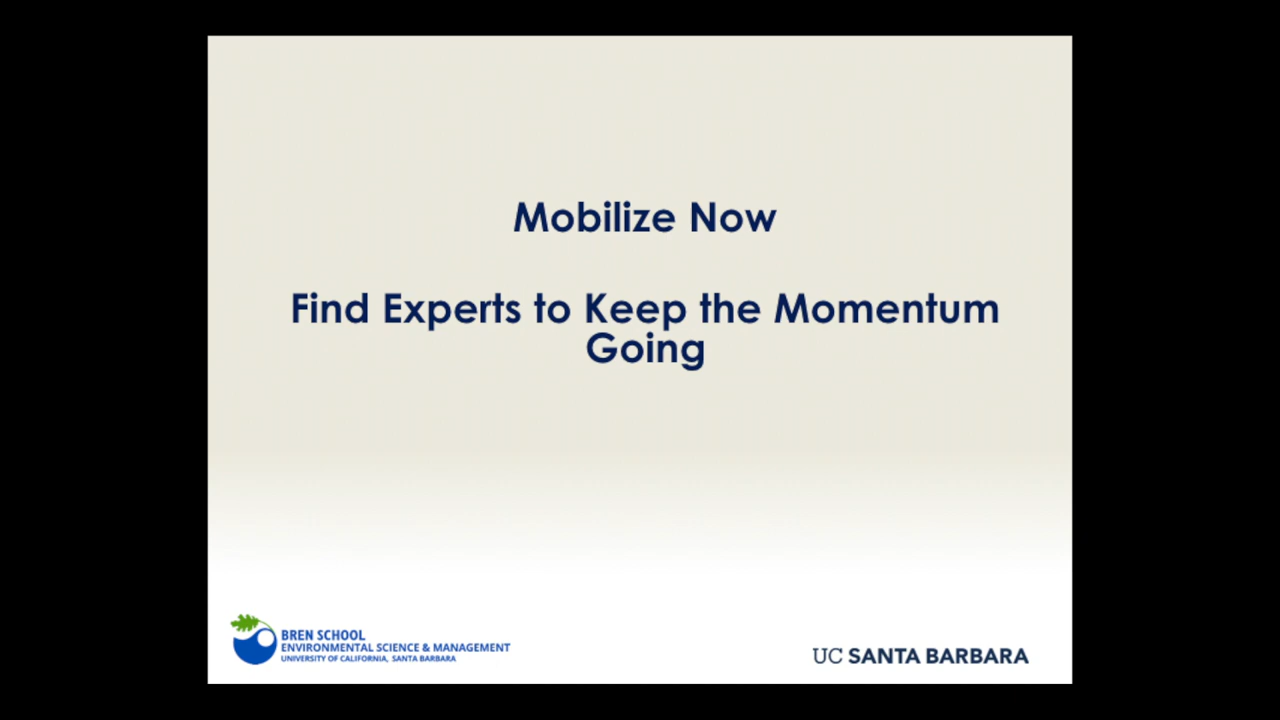 Mobilize Now
Find Experts to Keep the Momentum
Going
BREN SCHOOL
ENVIRONMENTAL SCIENCE & MANAGEMENT
UNIVERSITY OF CALIFORNIA, SANTA BARBARA
UC SANTA BARBARA